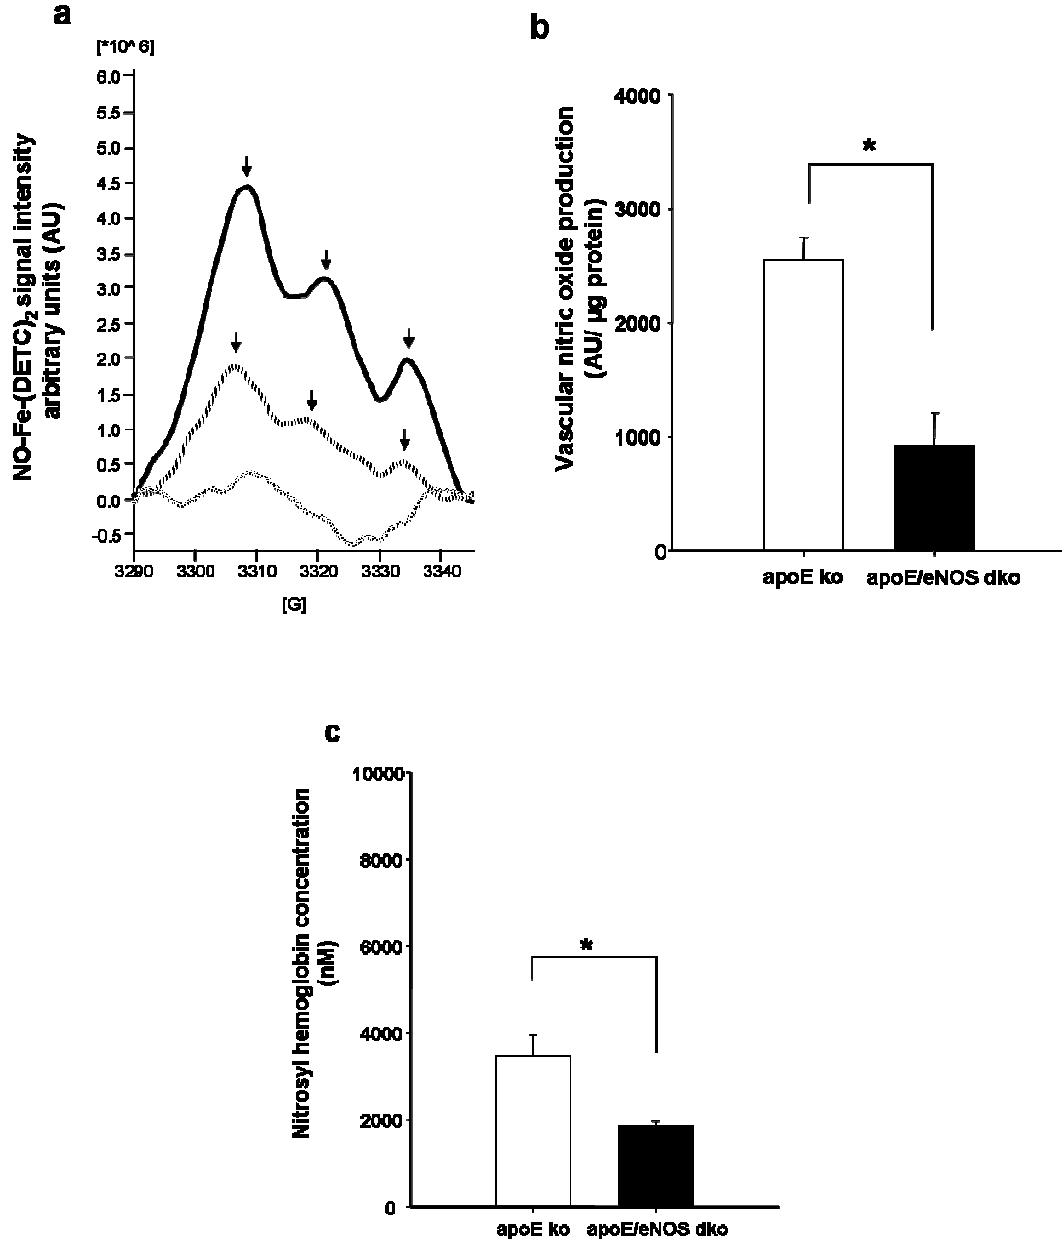 a
[*10^ 6]
6.0
5.5
5.0
4.5
4.0
3.5
3.0
2.5
2.0
1.5
1.0
0.5
0.0
-0.5
NO-Fe-(DETC)2 signal intensity
arbitrary units (AU)
3290 3300 3310 3320 3330 3340
[G]
b
4000
3000
2000
1000
0
Vascular nitric oxide production
(AU/ µg protein)
*
apoE ko apoE/eNOS dko
c
10000
8000
6000
4000
2000
0
Nitrosyl hemoglobin concentration
(nM)
*
apoE ko apoE/eNOS dko